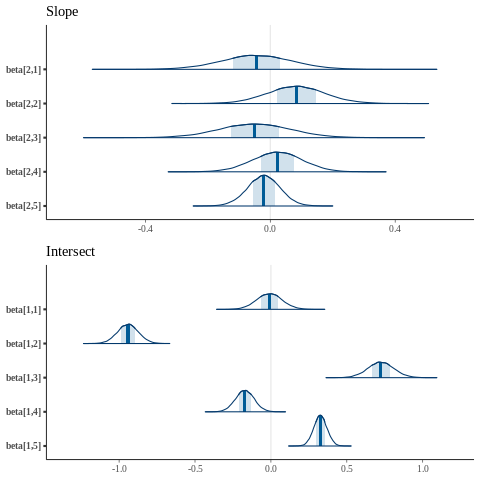 Slope
beta[2,1]
beta[2,2]
beta[2,3]
beta[2,4]
beta[2,5]
-0.4 0.0 0.4
Intersect
beta[1,1]
beta[1,2]
beta[1,3]
beta[1,4]
beta[1,5]
-1.0 -0.5 0.0 0.5 1.0